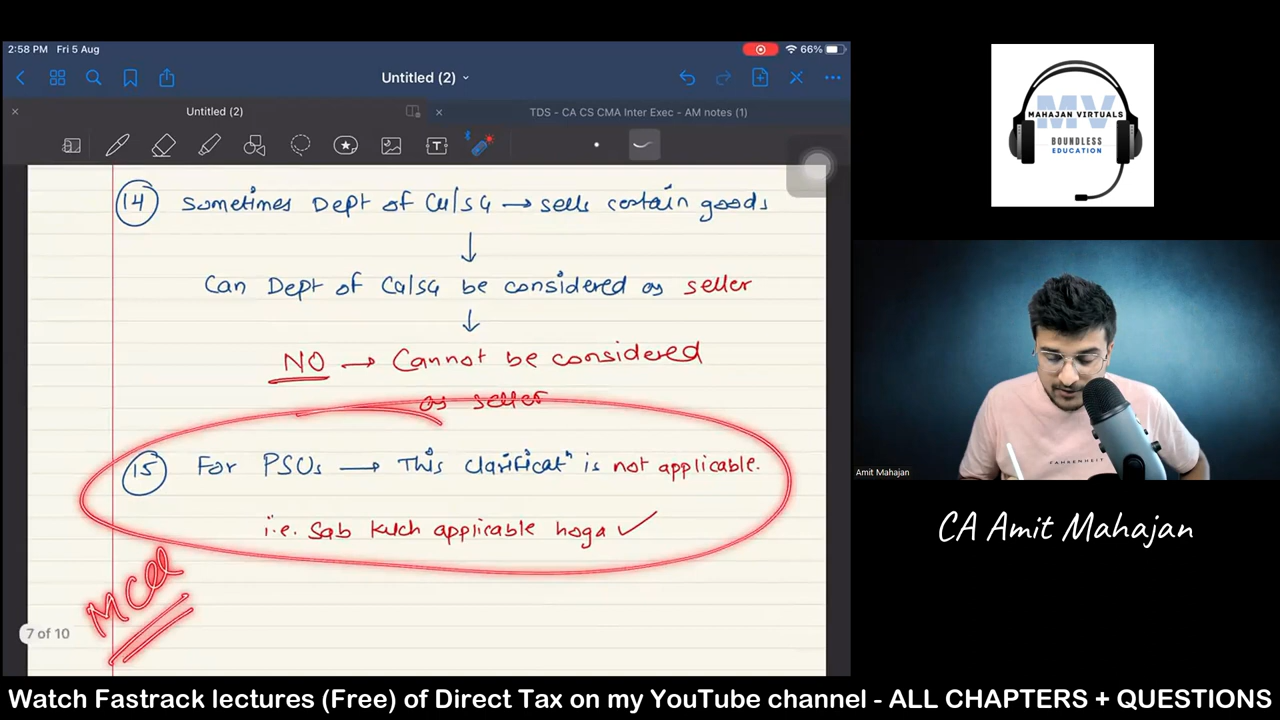 2:58 PM Fri 5 Aug
66%
Untitled (2)
Untitled (2)
TDS - CA CS CMA Inter Exec - AM notes (1)
14 Sometimes Dept of CG/SG → sells certain goods
↓
Can Dept of CG/SG be considered as seller
↓
NO → Cannot be considered
as seller
15 For PSUs → This clarificatn is not applicable.
i.e. Sab kuch applicable hoga ✓
MCQ
7 of 10
MV
MAHAJAN VIRTUALS
BOUNDLESS
EDUCATION
FAHRENHEIT
Amit Mahajan
CA Amit Mahajan
Watch Fastrack lectures (Free) of Direct Tax on my YouTube channel - ALL CHAPTERS + QUESTIONS